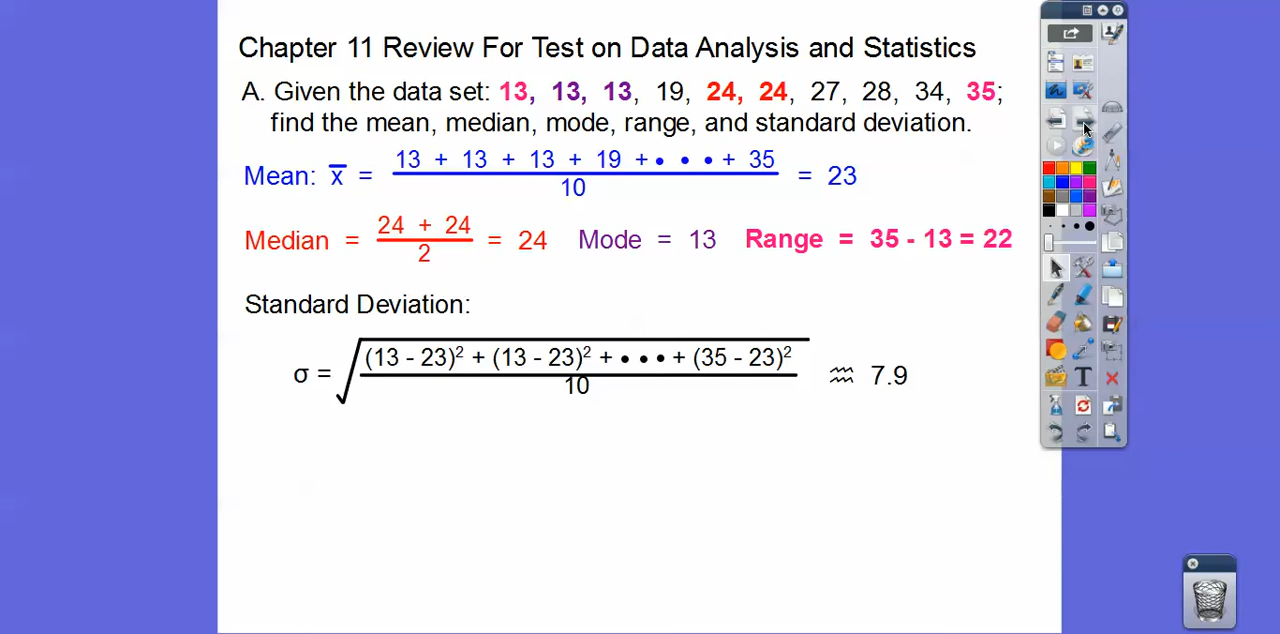 Chapter 11 Review For Test on Data Analysis and Statistics
A. Given the data set: 13, 13, 13, 19, 24, 24, 27, 28, 34, 35;
find the mean, median, mode, range, and standard deviation.
Mean: x̅ = (13 + 13 + 13 + 19 + • • • + 35) / 10 = 23
Median = (24 + 24) / 2 = 24 Mode = 13 Range = 35 - 13 = 22
Standard Deviation:
σ = √((13 - 23)² + (13 - 23)² + • • • + (35 - 23)² / 10) ≈ 7.9